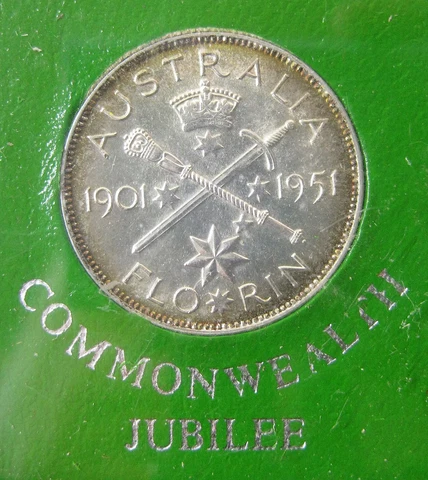 AUSTRALIA
1901 1951
FLORIN
COMMONWEALTH
JUBILEE